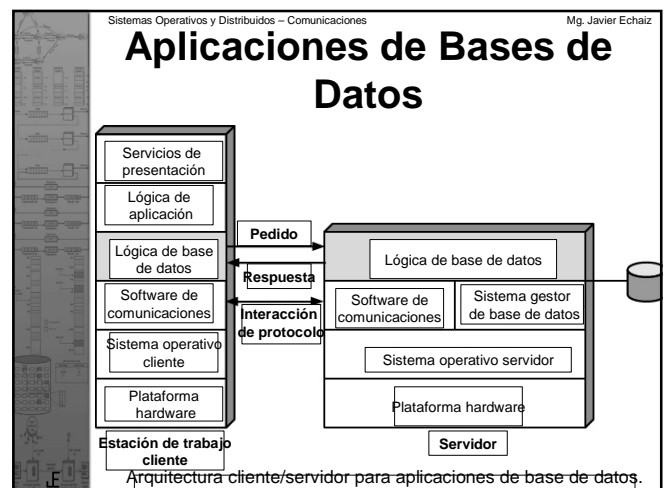 Sistemas Operativos y Distribuidos – Comunicaciones
Mg. Javier Echaiz
Aplicaciones de Bases de
Datos
Servicios de
presentación
Lógica de
aplicación
Lógica de base
de datos
Software de
comunicaciones
Sistema operativo
cliente
Plataforma
hardware
Estación de trabajo
cliente
Pedido
Respuesta
Interacción
de protocolo
Lógica de base de datos
Software de
comunicaciones
Sistema gestor
de base de datos
Sistema operativo servidor
Plataforma hardware
Servidor
Arquitectura cliente/servidor para aplicaciones de base de datos.
JE